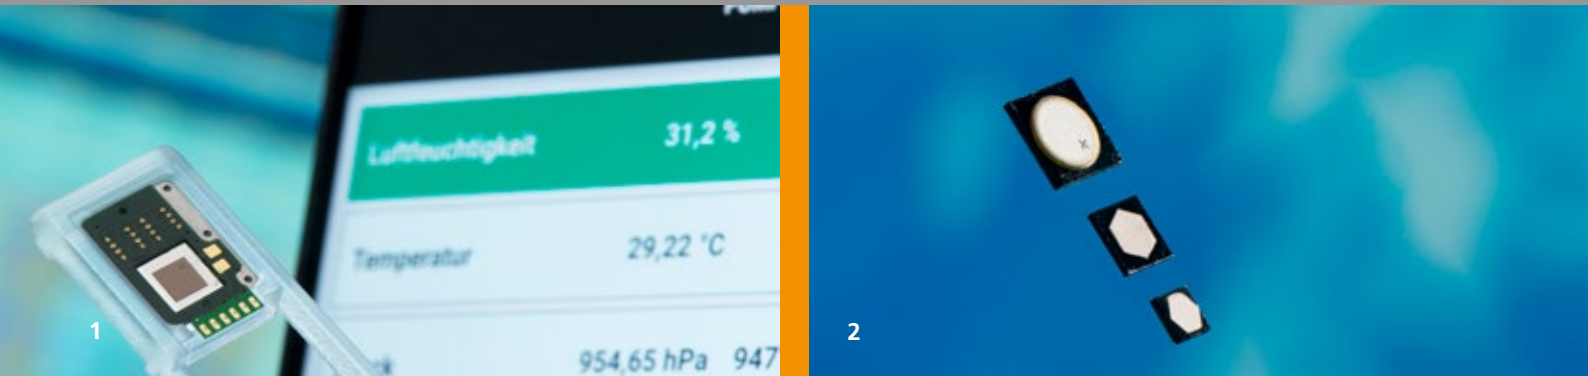 Luftfeuchtigkeit 31,2 %
Temperatur 29,22 °C
954,65 hPa 947
1
2